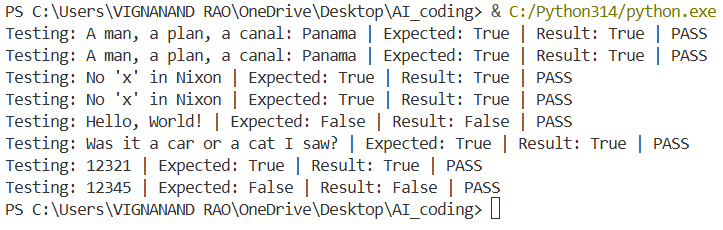 PS C:\Users\VIGNANAND RAO\OneDrive\Desktop\AI_coding> & C:/Python314/python.exe
Testing: A man, a plan, a canal: Panama | Expected: True | Result: True | PASS
Testing: A man, a plan, a canal: Panama | Expected: True | Result: True | PASS
Testing: No 'x' in Nixon | Expected: True | Result: True | PASS
Testing: No 'x' in Nixon | Expected: True | Result: True | PASS
Testing: Hello, World! | Expected: False | Result: False | PASS
Testing: Was it a car or a cat I saw? | Expected: True | Result: True | PASS
Testing: 12321 | Expected: True | Result: True | PASS
Testing: 12345 | Expected: False | Result: False | PASS
PS C:\Users\VIGNANAND RAO\OneDrive\Desktop\AI_coding>